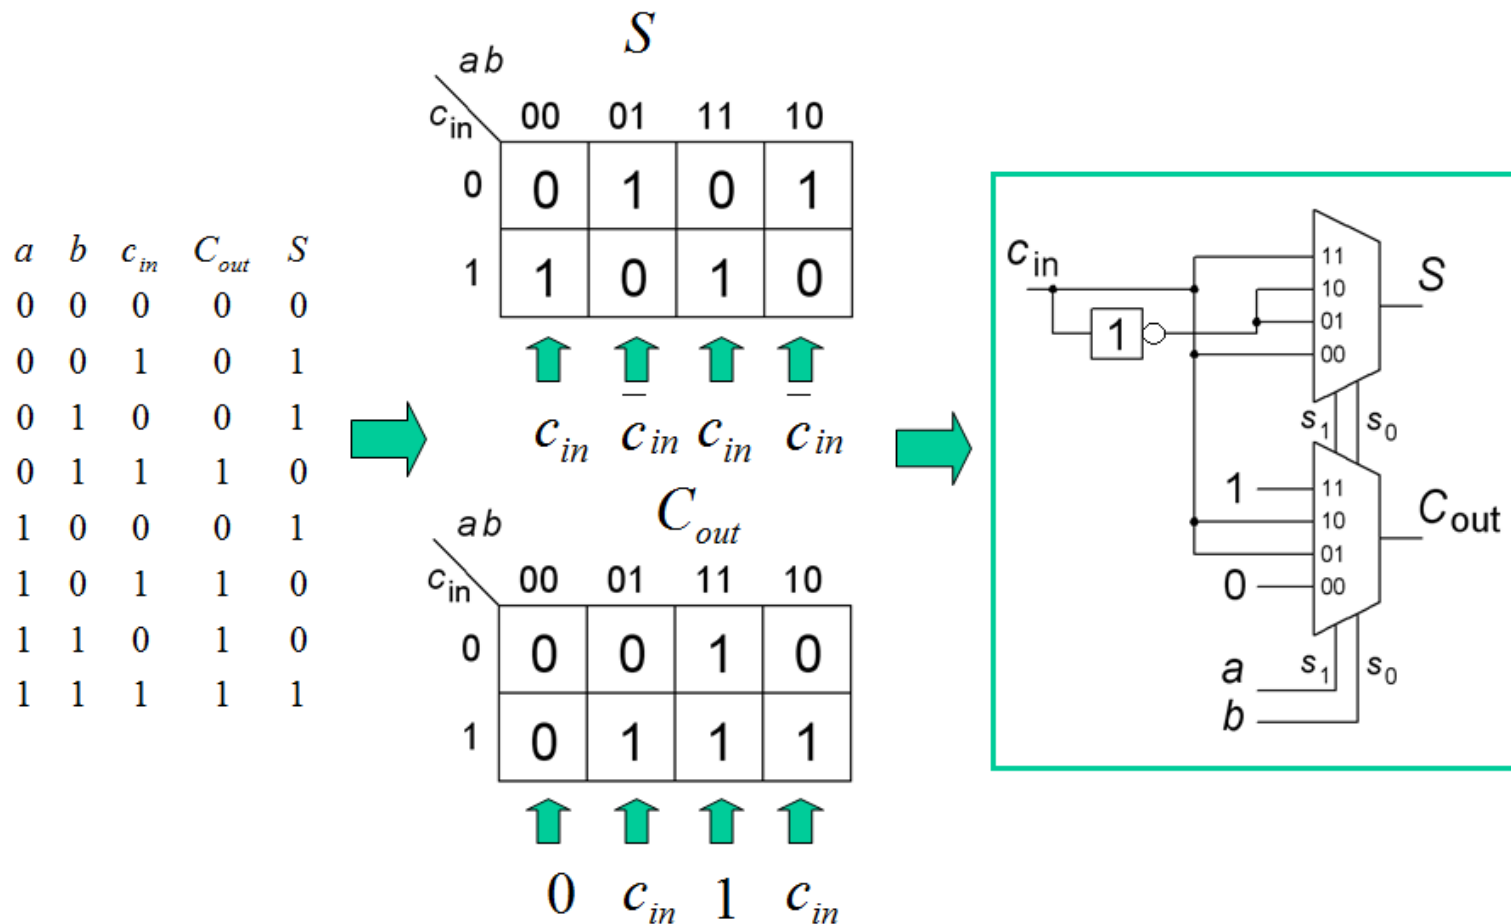 a b c_in C_out S
0 0 0 0 0
0 0 1 0 1
0 1 0 0 1
0 1 1 1 0
1 0 0 0 1
1 0 1 1 0
1 1 0 1 0
1 1 1 1 1
S
ab
c_in 00 01 11 10
0 0 1 0 1
1 1 0 1 0
c_in c̅_in c_in c̅_in
C_out
ab
c_in 00 01 11 10
0 0 0 1 0
1 0 1 1 1
0 c_in 1 c_in
c_in
1
11
10
01
00
S
s_1 s_0
1 11
10
01
0 00
C_out
s_1 s_0
a
b